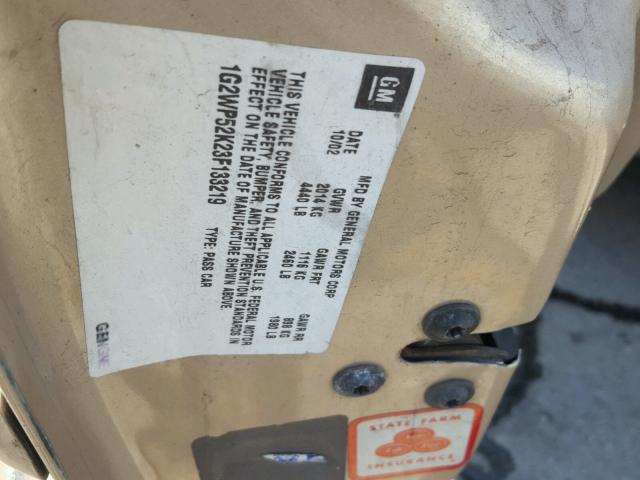 GM
MFD BY GENERAL MOTORS CORP
DATE GVWR GAWR FRT GAWR RR
10/02 2014 KG 1116 KG 898 KG
4440 LB 2460 LB 1980 LB
THIS VEHICLE CONFORMS TO ALL APPLICABLE U.S. FEDERAL MOTOR
VEHICLE SAFETY, BUMPER, AND THEFT PREVENTION STANDARDS IN
EFFECT ON THE DATE OF MANUFACTURE SHOWN ABOVE.
1G2WP52K23F133219 TYPE: PASS CAR
STATE FARM
INSURANCE